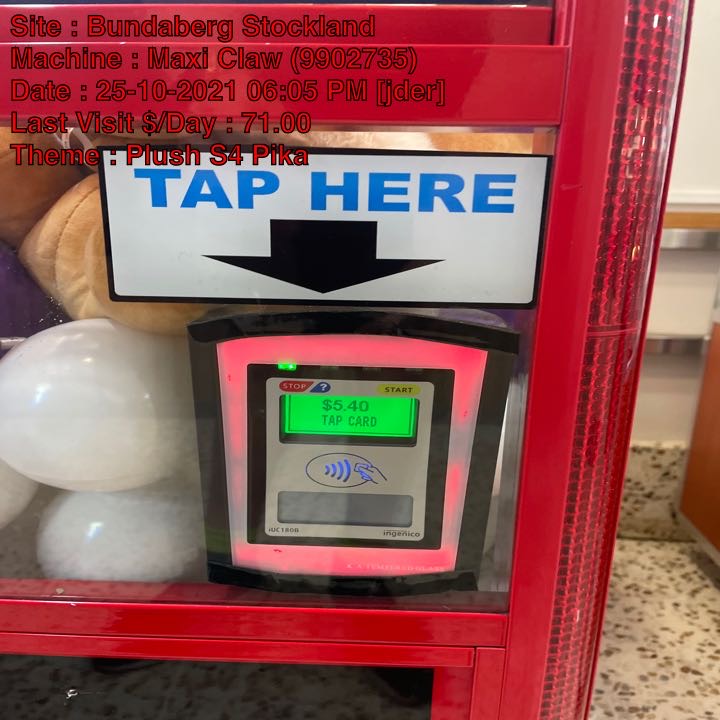 Site : Bundaberg Stockland
Machine : Maxi Claw (9902735)
Date : 25-10-2021 06:05 PM [jder]
Last Visit $/Day : 71.00
Theme : Plush S4 Pika
TAP HERE
STOP ? START
$5.40
TAP CARD
iUC180B ingenico